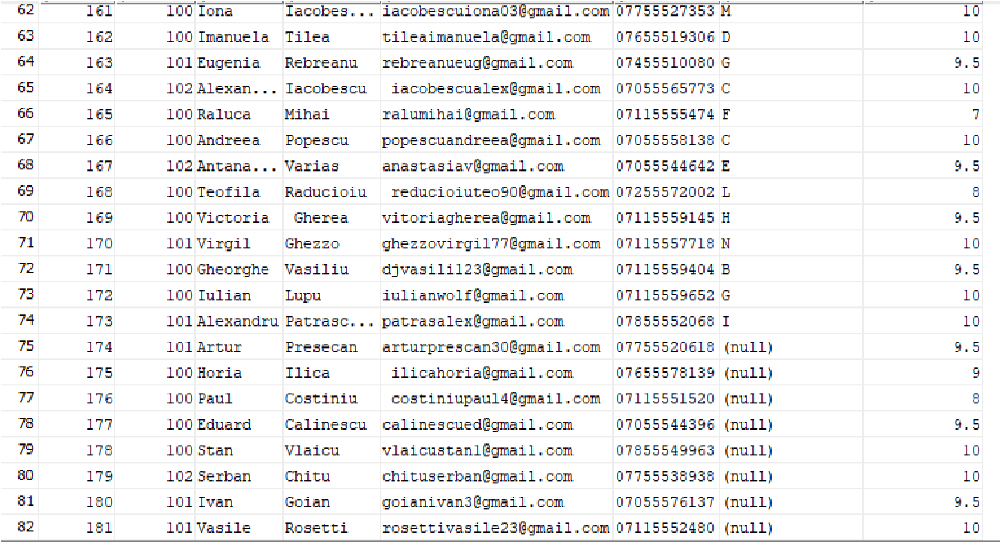 62 161 100 Iona Iacobes... iacobescuiona03@gmail.com 07755527353 M 10
63 162 100 Imanuela Tilea tileaimanuela@gmail.com 07655519306 D 10
64 163 101 Eugenia Rebreanu rebreanueug@gmail.com 07455510080 G 9.5
65 164 102 Alexan... Iacobescu iacobescualex@gmail.com 07055565773 C 10
66 165 100 Raluca Mihai ralumihai@gmail.com 07115555474 F 7
67 166 100 Andreea Popescu popescuandreea@gmail.com 07055558138 C 10
68 167 102 Antana... Varias anastasiav@gmail.com 07055544642 E 9.5
69 168 100 Teofila Raducioiu reducioiuteo90@gmail.com 07255572002 L 8
70 169 100 Victoria Gherea vitoriagherea@gmail.com 07115559145 H 9.5
71 170 101 Virgil Ghezzo ghezzovirgil77@gmail.com 07115557718 N 10
72 171 100 Gheorghe Vasiliu djvasili123@gmail.com 07115559404 B 9.5
73 172 100 Iulian Lupu iulianwolf@gmail.com 07115559652 G 10
74 173 101 Alexandru Patrasc... patrasalex@gmail.com 07855552068 I 10
75 174 101 Artur Presecan arturprescan30@gmail.com 07755520618 (null) 9.5
76 175 100 Horia Ilica ilicahoria@gmail.com 07655578139 (null) 9
77 176 100 Paul Costiniu costiniupaul4@gmail.com 07115551520 (null) 8
78 177 100 Eduard Calinescu calinescued@gmail.com 07055544396 (null) 9.5
79 178 100 Stan Vlaicu vlaicustan1@gmail.com 07855549963 (null) 10
80 179 102 Serban Chitu chituserban@gmail.com 07755538938 (null) 10
81 180 101 Ivan Goian goianivan3@gmail.com 07055576137 (null) 9.5
82 181 101 Vasile Rosetti rosettivasile23@gmail.com 07115552480 (null) 10